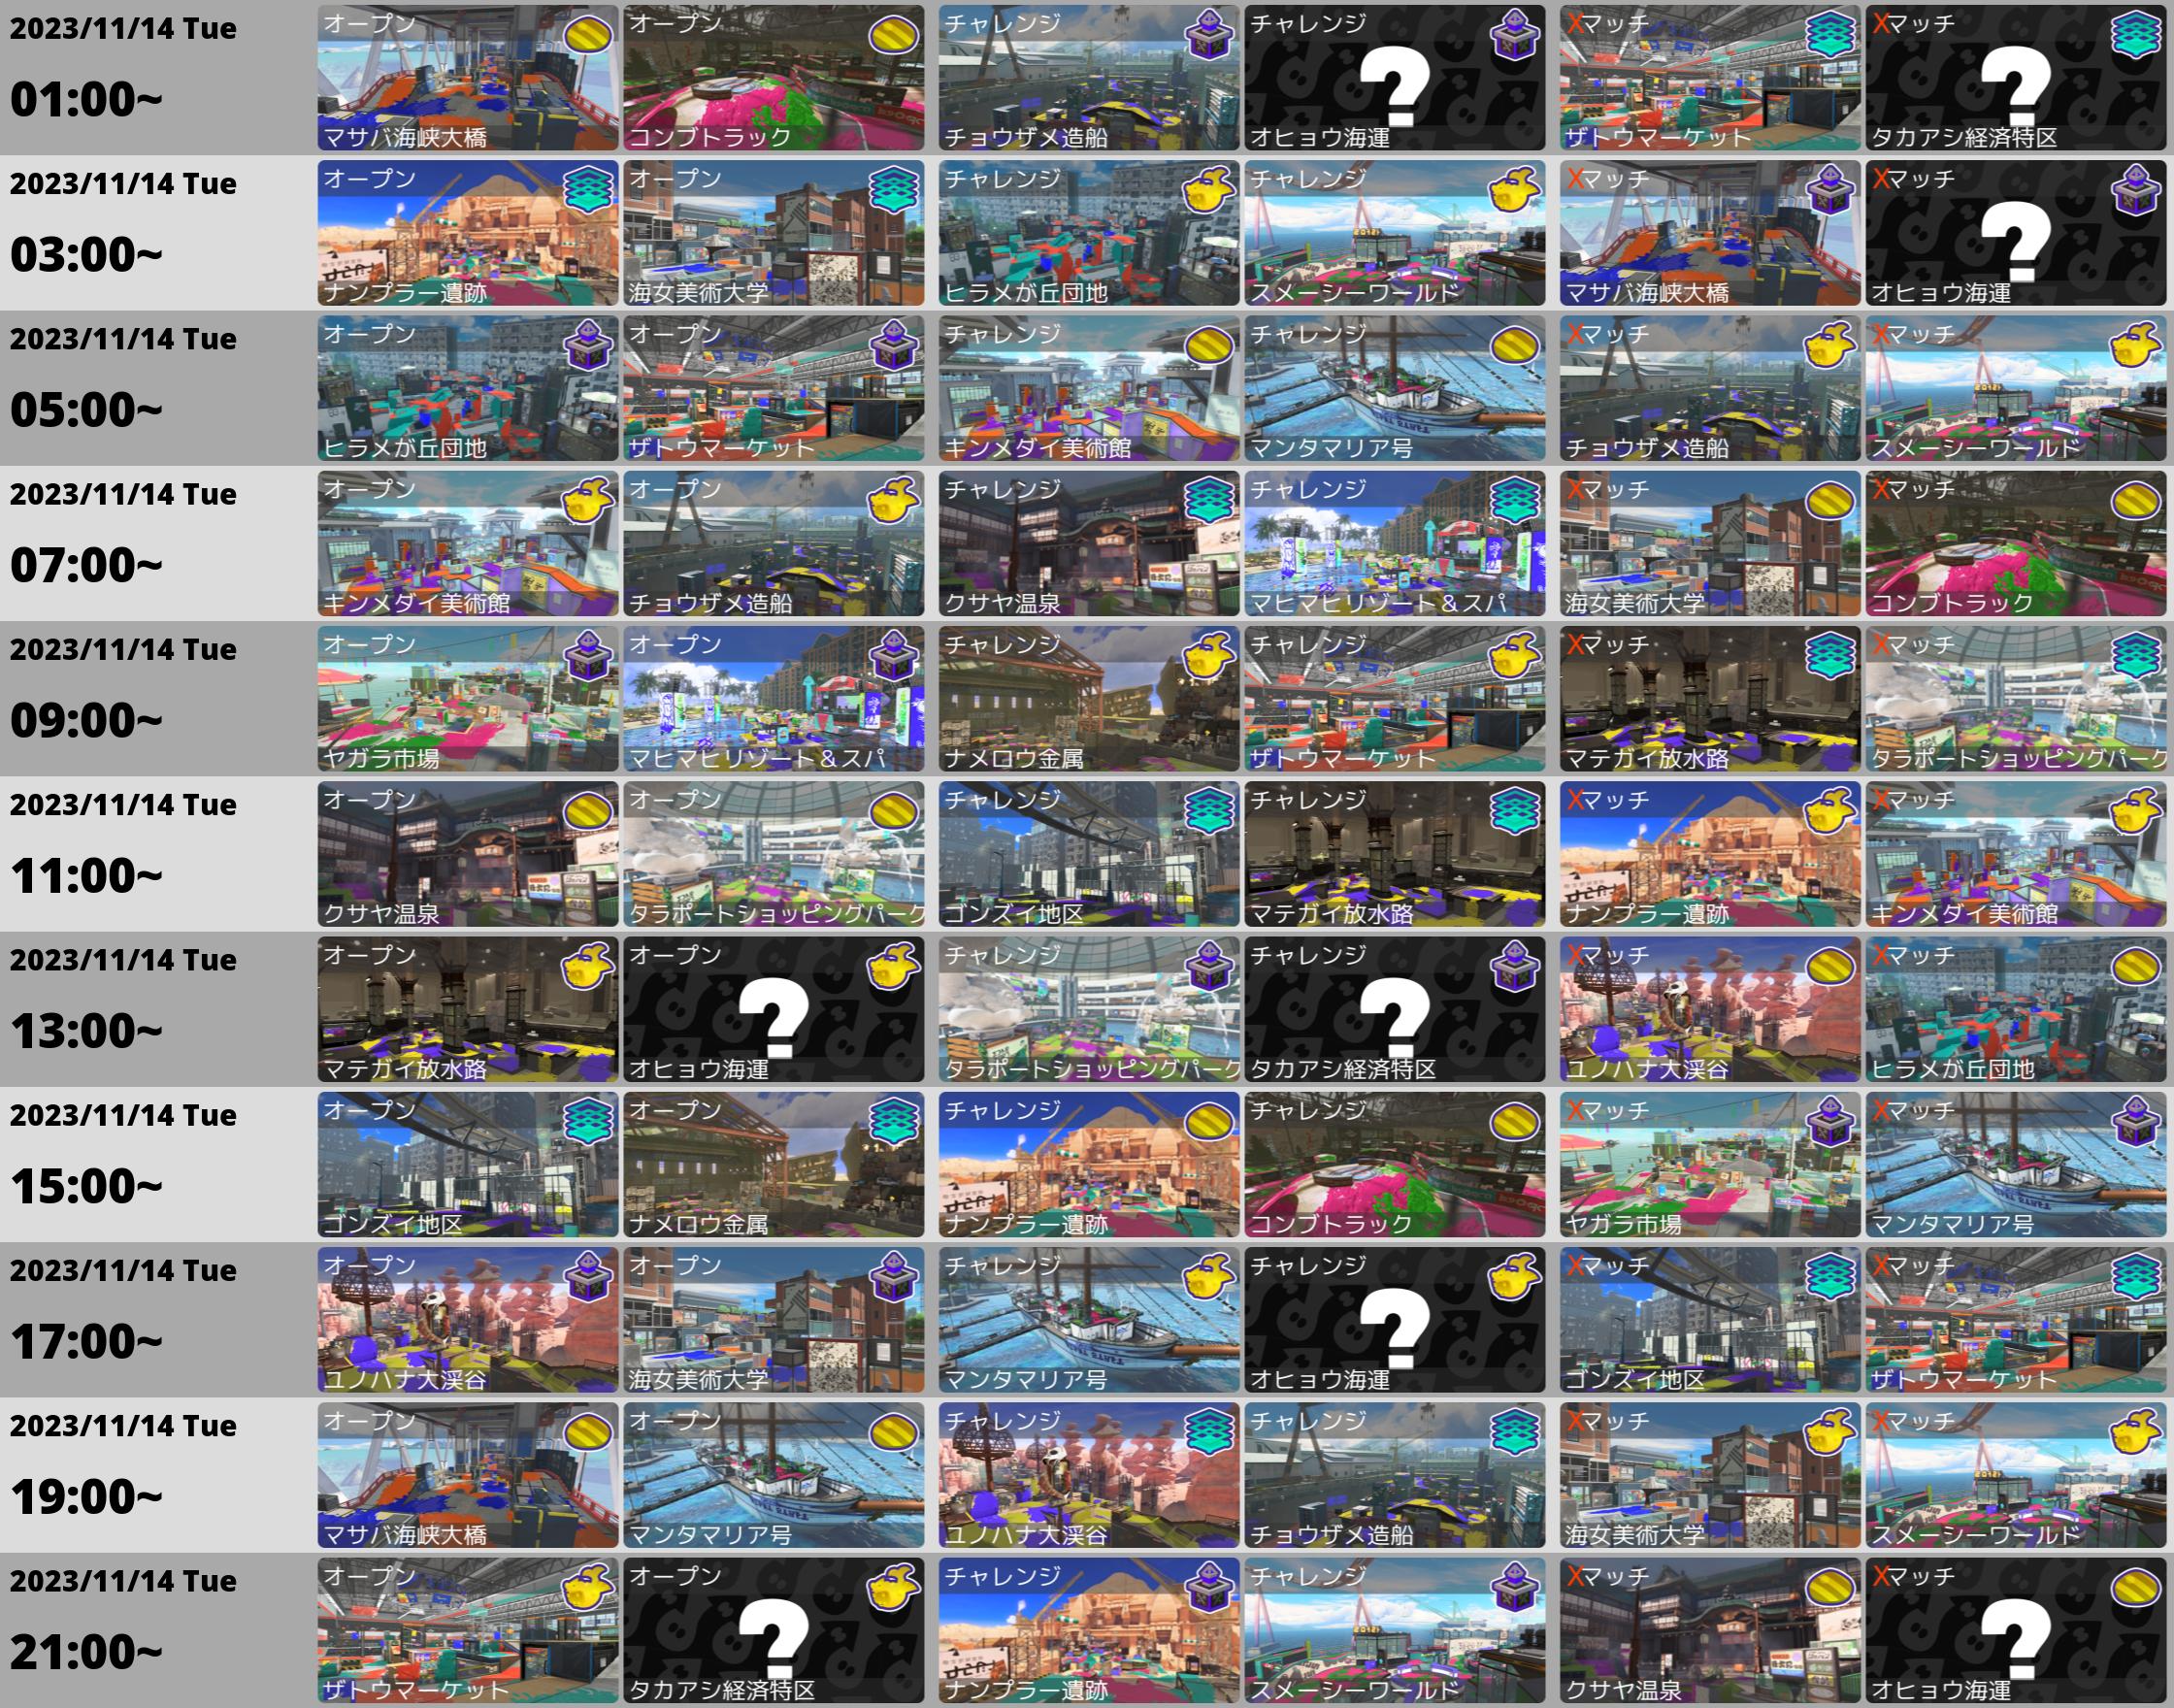 2023/11/14 Tue
01:00~
オープン
マサバ海峡大橋
オープン
コンブトラック
チャレンジ
チョウザメ造船
チャレンジ
オヒョウ海運
Xマッチ
ザトウマーケット
Xマッチ
タカアシ経済特区
2023/11/14 Tue
03:00~
オープン
ナンプラー遺跡
オープン
海女美術大学
チャレンジ
ヒラメが丘団地
チャレンジ
スメーシーワールド
Xマッチ
マサバ海峡大橋
Xマッチ
オヒョウ海運
2023/11/14 Tue
05:00~
オープン
ヒラメが丘団地
オープン
ザトウマーケット
チャレンジ
キンメダイ美術館
チャレンジ
マンタマリア号
Xマッチ
チョウザメ造船
Xマッチ
スメーシーワールド
2023/11/14 Tue
07:00~
オープン
キンメダイ美術館
オープン
チョウザメ造船
チャレンジ
クサヤ温泉
チャレンジ
マヒマヒリゾート&スパ
Xマッチ
海女美術大学
Xマッチ
コンブトラック
2023/11/14 Tue
09:00~
オープン
ヤガラ市場
オープン
マヒマヒリゾート&スパ
チャレンジ
ナメロウ金属
チャレンジ
ザトウマーケット
Xマッチ
マテガイ放水路
Xマッチ
タラポートショッピングパーク
2023/11/14 Tue
11:00~
オープン
クサヤ温泉
オープン
タラポートショッピングパーク
チャレンジ
ゴンズイ地区
チャレンジ
マテガイ放水路
Xマッチ
ナンプラー遺跡
Xマッチ
キンメダイ美術館
2023/11/14 Tue
13:00~
オープン
マテガイ放水路
オープン
オヒョウ海運
チャレンジ
タラポートショッピングパーク
チャレンジ
タカアシ経済特区
Xマッチ
ユノハナ大渓谷
Xマッチ
ヒラメが丘団地
2023/11/14 Tue
15:00~
オープン
ゴンズイ地区
オープン
ナメロウ金属
チャレンジ
ナンプラー遺跡
チャレンジ
コンブトラック
Xマッチ
ヤガラ市場
Xマッチ
マンタマリア号
2023/11/14 Tue
17:00~
オープン
ユノハナ大渓谷
オープン
海女美術大学
チャレンジ
マンタマリア号
チャレンジ
オヒョウ海運
Xマッチ
ゴンズイ地区
Xマッチ
ザトウマーケット
2023/11/14 Tue
19:00~
オープン
マサバ海峡大橋
オープン
マンタマリア号
チャレンジ
ユノハナ大渓谷
チャレンジ
チョウザメ造船
Xマッチ
海女美術大学
Xマッチ
スメーシーワールド
2023/11/14 Tue
21:00~
オープン
ザトウマーケット
オープン
タカアシ経済特区
チャレンジ
ナンプラー遺跡
チャレンジ
スメーシーワールド
Xマッチ
クサヤ温泉
Xマッチ
オヒョウ海運